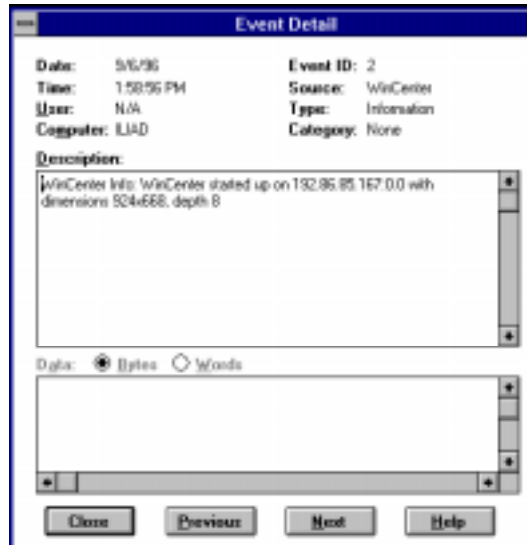 Event Detail
Date: 9/6/96 Event ID: 2
Time: 1:58:56 PM Source: WinCenter
User: N/A Type: Information
Computer: ILIAD Category: None
Description:
WinCenter Info: WinCenter started up on 192.86.85.167:0.0 with
dimensions 924x668, depth 8
Data: Bytes Words
Close Previous Next Help